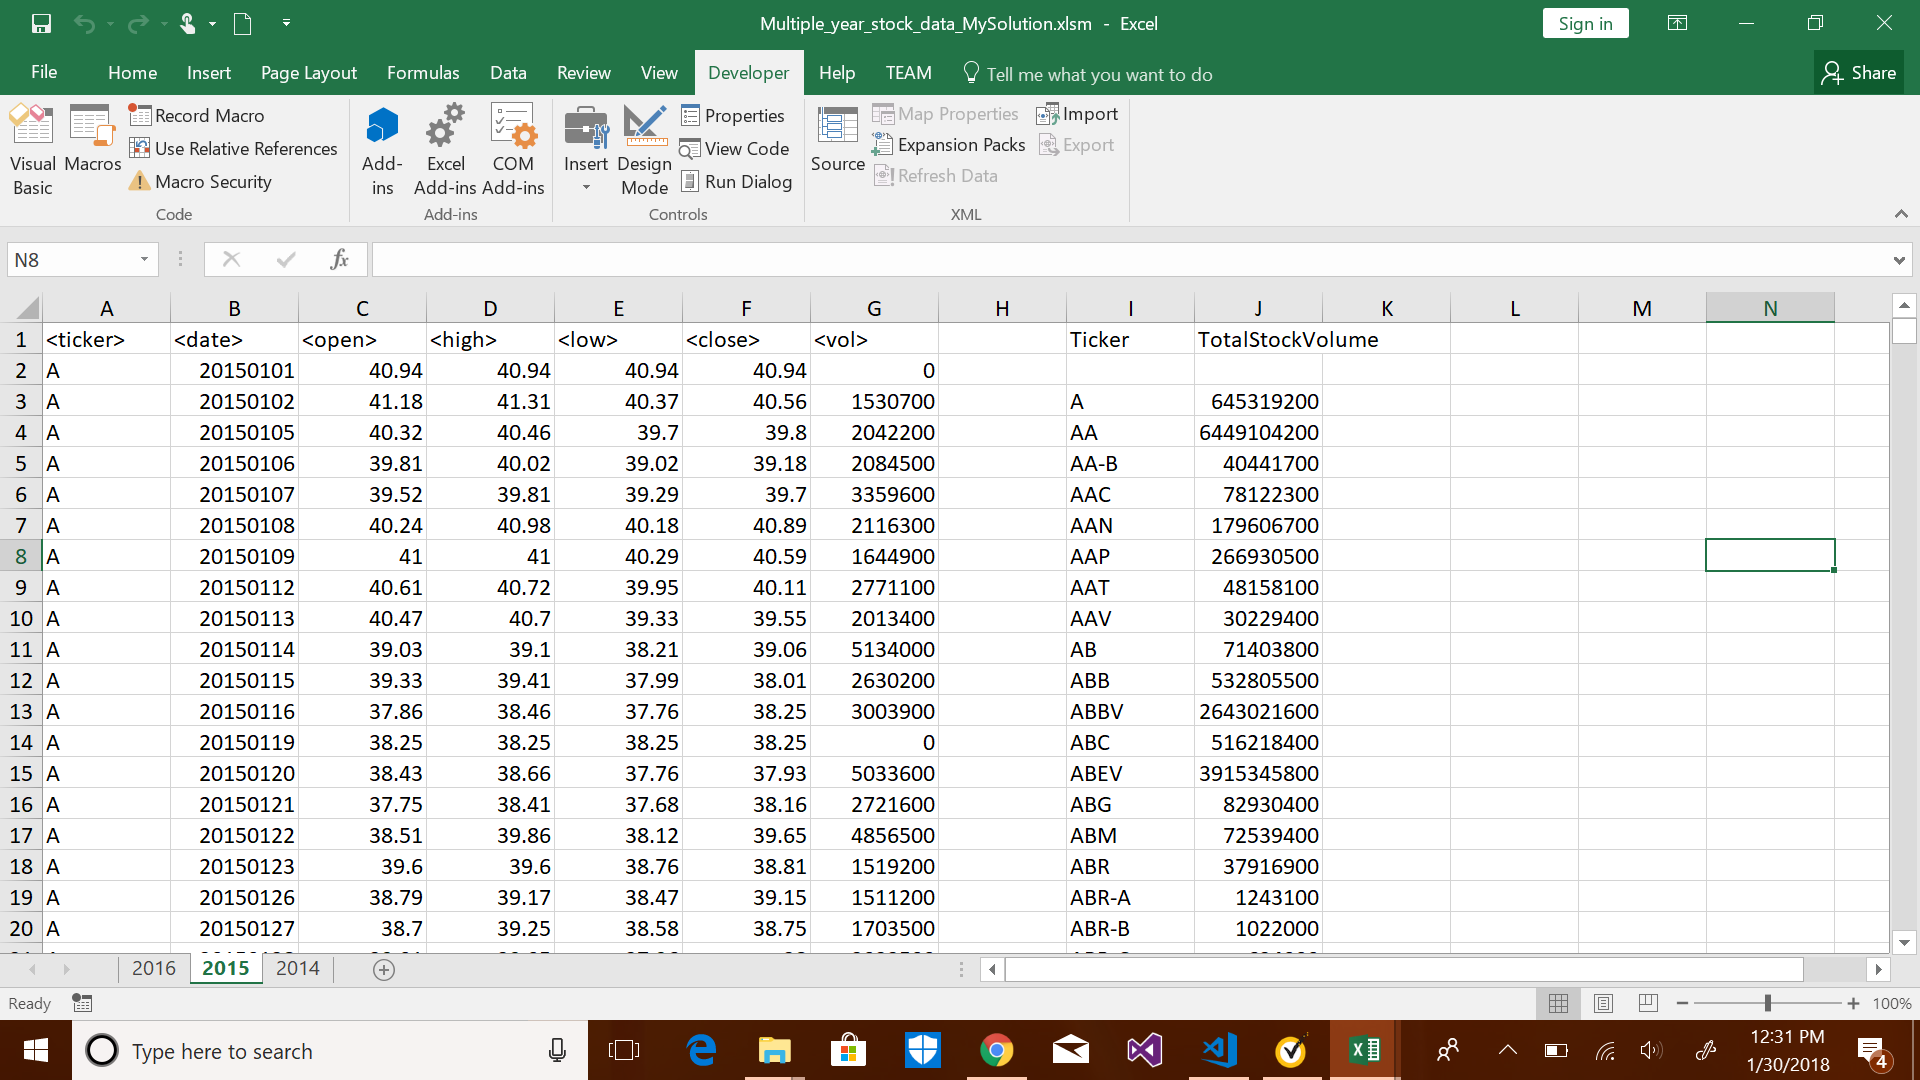 Multiple_year_stock_data_MySolution.xlsm - Excel
Sign in
File Home Insert Page Layout Formulas Data Review View Developer Help TEAM Tell me what you want to do Share
Visual Basic
Macros
Record Macro
Use Relative References
Macro Security
Code
Add-ins
Excel Add-ins
COM Add-ins
Add-ins
Insert
Design Mode
Properties
View Code
Run Dialog
Controls
Source
Map Properties
Expansion Packs
Refresh Data
Import
Export
XML
N8 fx
A B C D E F G H I J K L M N
1 <ticker> <date> <open> <high> <low> <close> <vol> Ticker TotalStockVolume
2 A 20150101 40.94 40.94 40.94 40.94 0
3 A 20150102 41.18 41.31 40.37 40.56 1530700 A 645319200
4 A 20150105 40.32 40.46 39.7 39.8 2042200 AA 6449104200
5 A 20150106 39.81 40.02 39.02 39.18 2084500 AA-B 40441700
6 A 20150107 39.52 39.81 39.29 39.7 3359600 AAC 78122300
7 A 20150108 40.24 40.98 40.18 40.89 2116300 AAN 179606700
8 A 20150109 41 41 40.29 40.59 1644900 AAP 266930500
9 A 20150112 40.61 40.72 39.95 40.11 2771100 AAT 48158100
10 A 20150113 40.47 40.7 39.33 39.55 2013400 AAV 30229400
11 A 20150114 39.03 39.1 38.21 39.06 5134000 AB 71403800
12 A 20150115 39.33 39.41 37.99 38.01 2630200 ABB 532805500
13 A 20150116 37.86 38.46 37.76 38.25 3003900 ABBV 2643021600
14 A 20150119 38.25 38.25 38.25 38.25 0 ABC 516218400
15 A 20150120 38.43 38.66 37.76 37.93 5033600 ABEV 3915345800
16 A 20150121 37.75 38.41 37.68 38.16 2721600 ABG 82930400
17 A 20150122 38.51 39.86 38.12 39.65 4856500 ABM 72539400
18 A 20150123 39.6 39.6 38.76 38.81 1519200 ABR 37916900
19 A 20150126 38.79 39.17 38.47 39.15 1511200 ABR-A 1243100
20 A 20150127 38.7 39.25 38.58 38.75 1703500 ABR-B 1022000
2016 2015 2014
Ready 100%
Type here to search
12:31 PM
1/30/2018
4